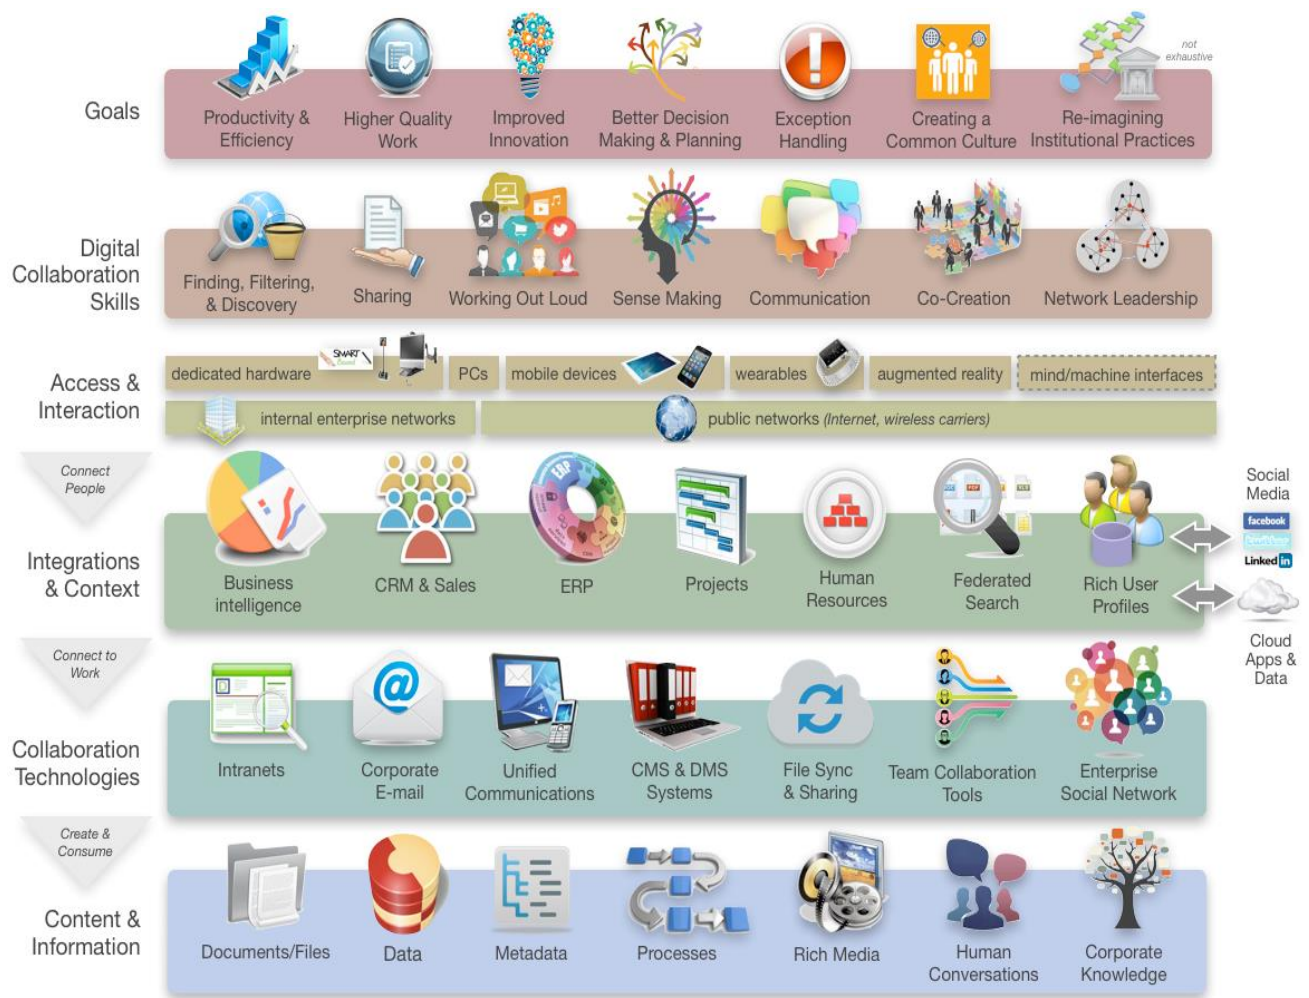 not
exhaustive
Goals
Productivity &
Efficiency
Higher Quality
Work
Improved
Innovation
Better Decision
Making & Planning
Exception
Handling
Creating a
Common Culture
Re-imagining
Institutional Practices
Digital
Collaboration
Skills
Finding, Filtering,
& Discovery
Sharing
Working Out Loud
Sense Making
Communication
Co-Creation
Network Leadership
Access &
Interaction
dedicated hardware
SMART
PCs
mobile devices
wearables
augmented reality
mind/machine interfaces
internal enterprise networks
public networks (Internet, wireless carriers)
Connect
People
Integrations
& Context
Business
intelligence
CRM & Sales
ERP
ERP
Projects
Human
Resources
PDF
Federated
Search
Rich User
Profiles
Social
Media
facebook
twitter
Linked in
Cloud
Apps &
Data
Connect to
Work
Collaboration
Technologies
Intranets
@
Corporate
E-mail
Unified
Communications
CMS & DMS
Systems
File Sync
& Sharing
Team Collaboration
Tools
Enterprise
Social Network
Create &
Consume
Content &
Information
Documents/Files
Data
Metadata
Processes
Rich Media
Human
Conversations
Corporate
Knowledge